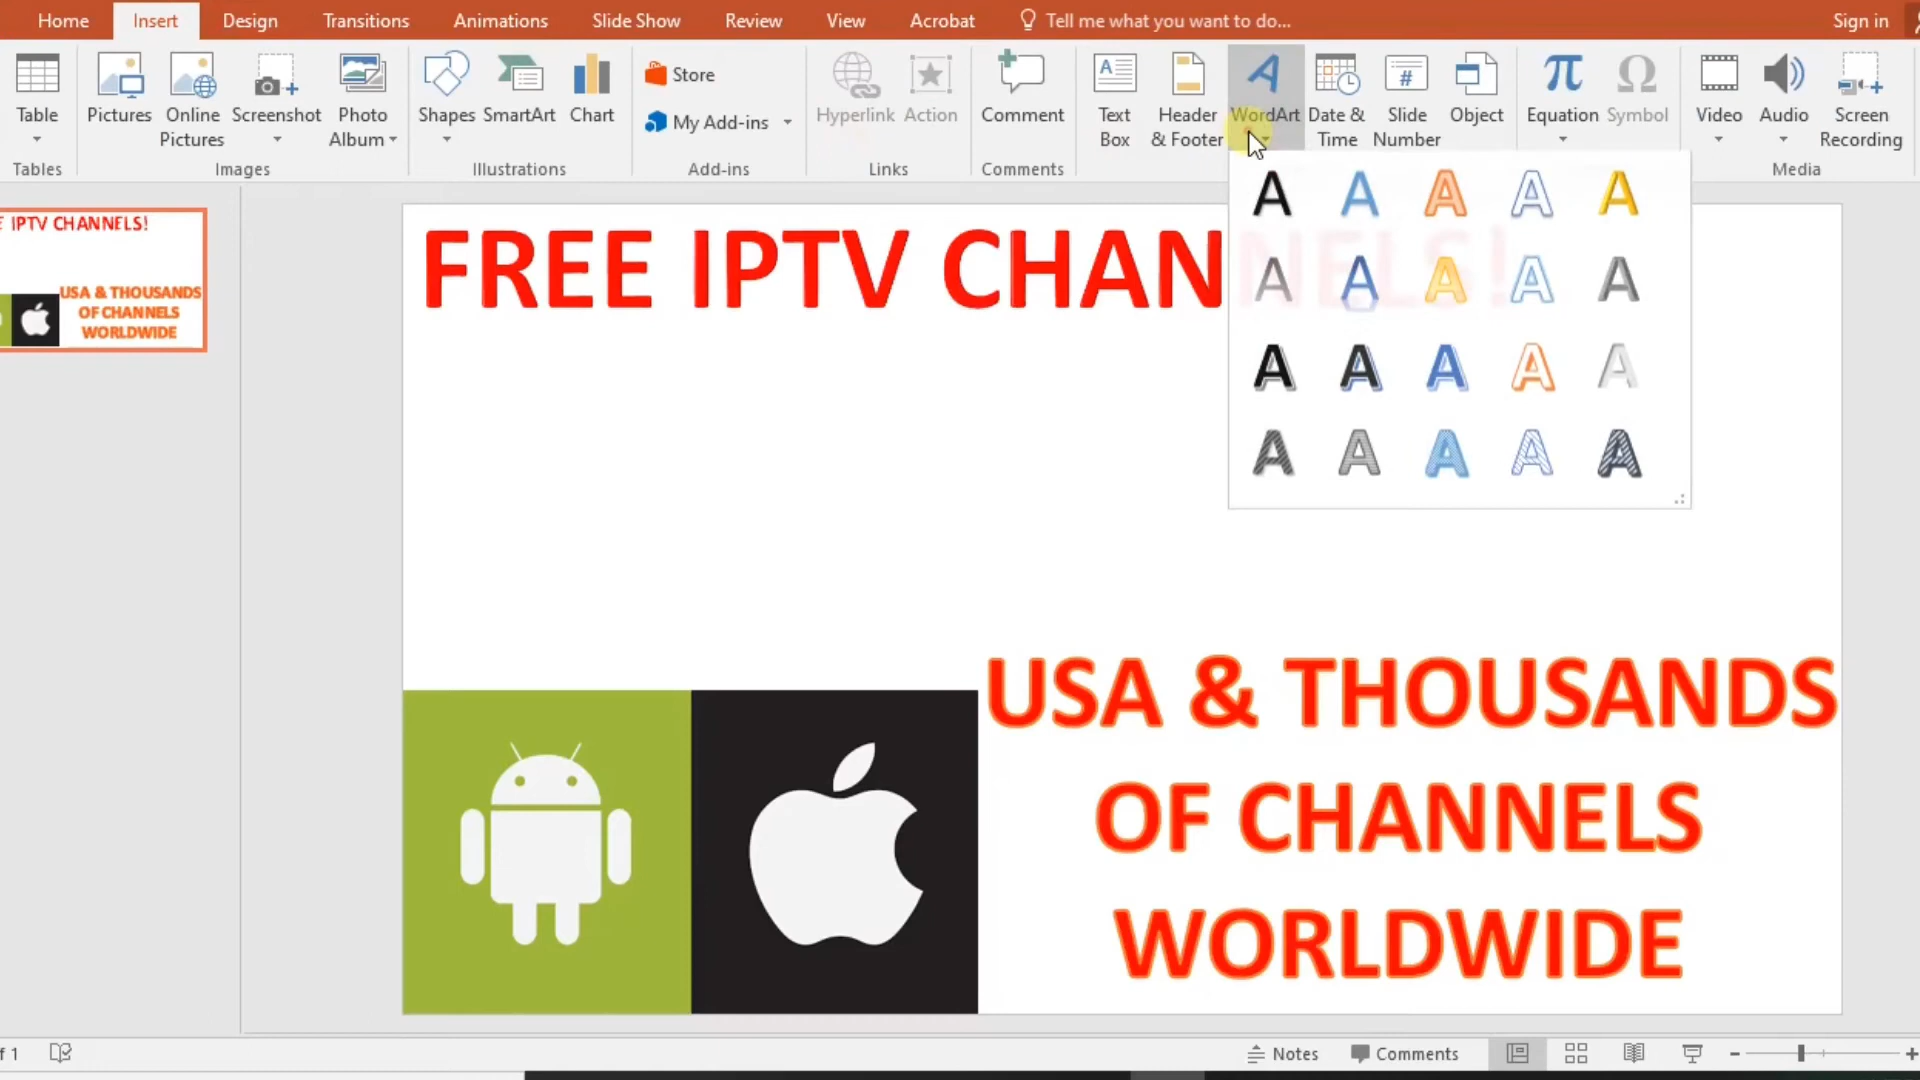 Home Insert Design Transitions Animations Slide Show Review View Acrobat Tell me what you want to do... Sign in
Table
Pictures
Online Pictures
Screenshot
Photo Album
Shapes
SmartArt
Chart
Store
My Add-ins
Hyperlink
Action
Comment
Text Box
Header & Footer
WordArt
Date & Time
Slide Number
Object
Equation
Symbol
Video
Audio
Screen Recording
Tables Images Illustrations Add-ins Links Comments Media
A A A A A
A A A A A
A A A A A
A A A A A
E IPTV CHANNELS!
USA & THOUSANDS
OF CHANNELS
WORLDWIDE
FREE IPTV CHANNELS!
USA & THOUSANDS
OF CHANNELS
WORLDWIDE
f 1 Notes Comments